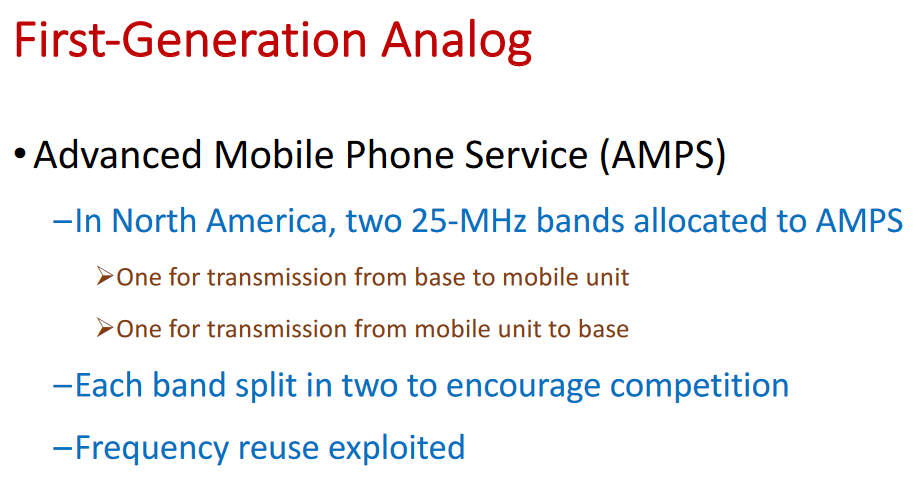 First-Generation Analog
•Advanced Mobile Phone Service (AMPS)
–In North America, two 25-MHz bands allocated to AMPS
➢One for transmission from base to mobile unit
➢One for transmission from mobile unit to base
–Each band split in two to encourage competition
–Frequency reuse exploited